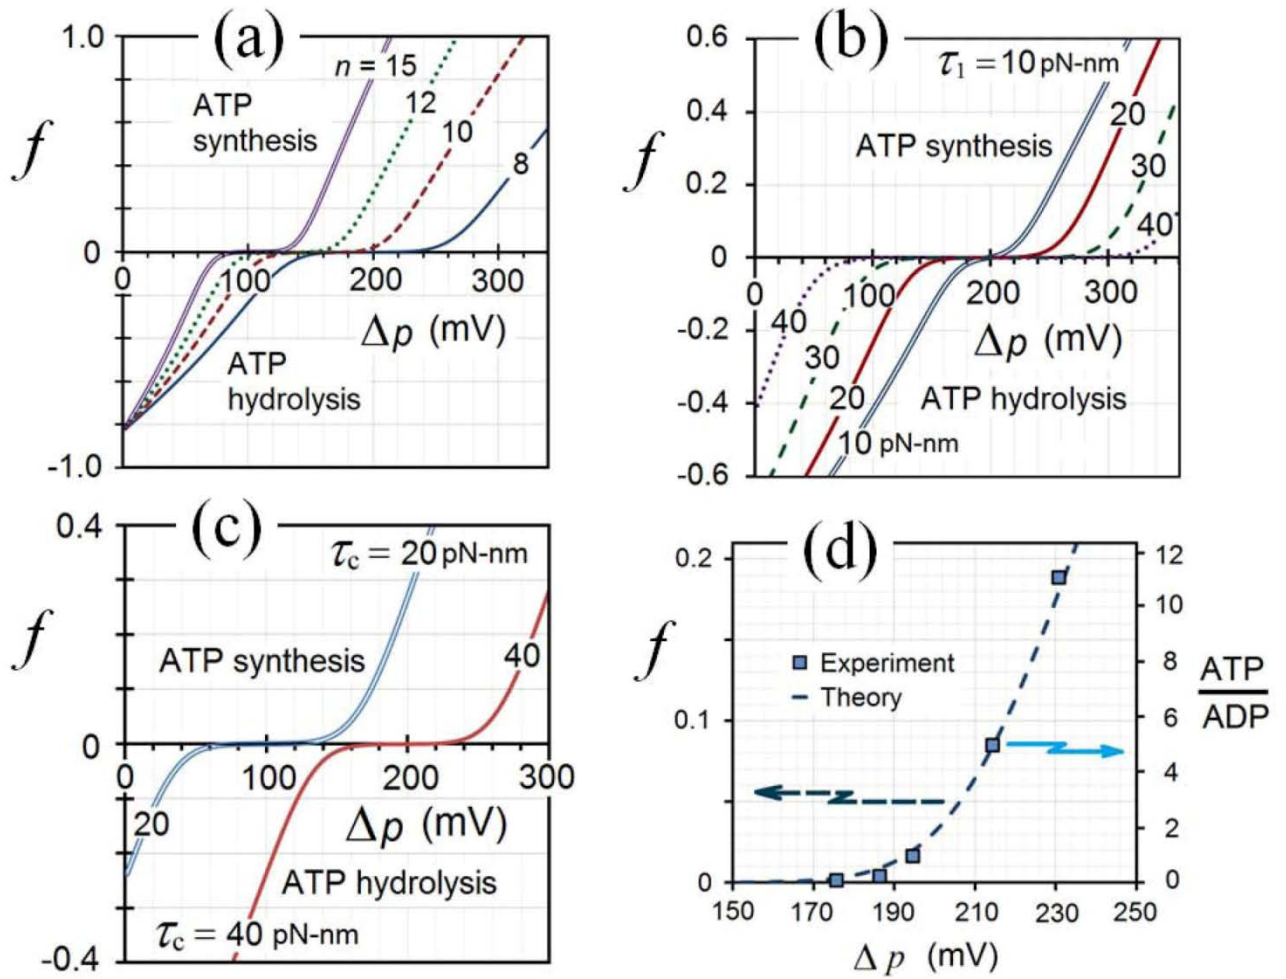 (a)
1.0
n = 15
ATP
synthesis
12
10
8
f
0
0
100
200
300
Δp (mV)
ATP
hydrolysis
-1.0
(b)
0.6
τ1 = 10 pN-nm
0.4
20
ATP synthesis
30
f
0.2
40
0
0
100
200
300
-0.2
40
Δp (mV)
30
-0.4
20
ATP hydrolysis
10 pN-nm
-0.6
(c)
0.4
τc = 20 pN-nm
f
ATP synthesis
40
0
0
100
200
300
20
Δp (mV)
ATP hydrolysis
τc = 40 pN-nm
-0.4
(d)
0.2
12
10
f
Experiment
8
ATP
Theory
ADP
0.1
6
4
2
0
0
150
170
190
210
230
250
Δp (mV)